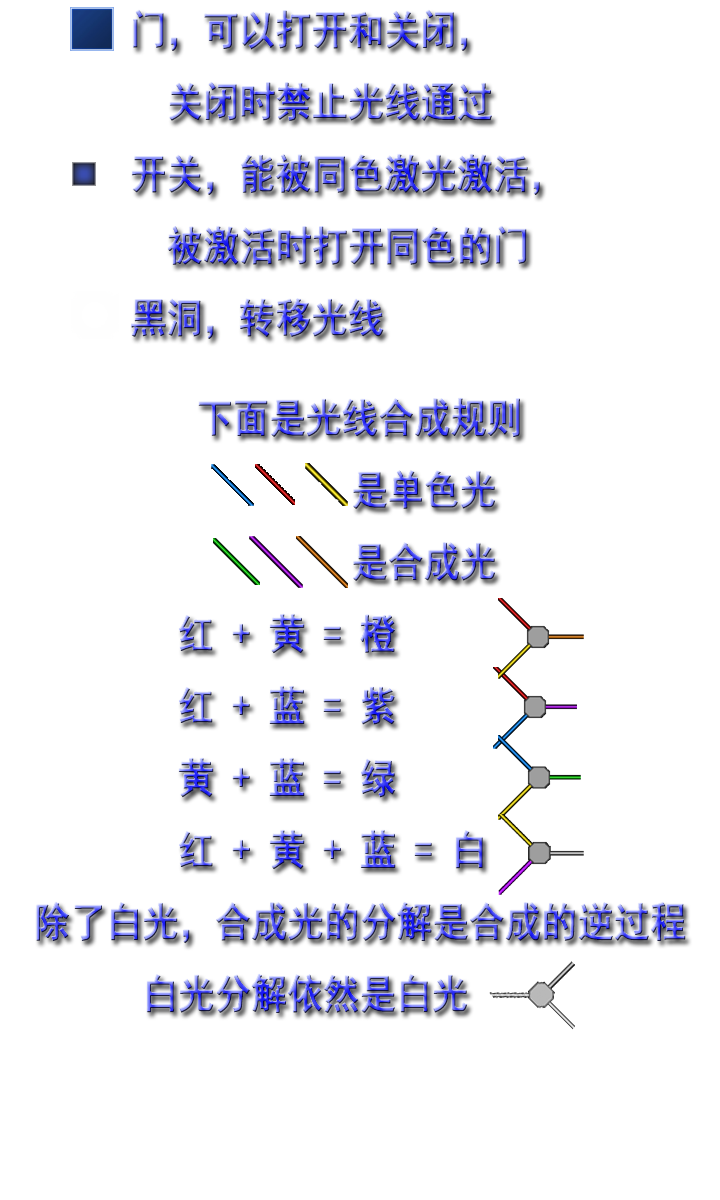 门，可以打开和关闭，
关闭时禁止光线通过
开关，能被同色激光激活，
被激活时打开同色的门
黑洞，转移光线
下面是光线合成规则
是单色光
是合成光
红 + 黄 = 橙
红 + 蓝 = 紫
黄 + 蓝 = 绿
红 + 黄 + 蓝 = 白
除了白光，合成光的分解是合成的逆过程
白光分解依然是白光